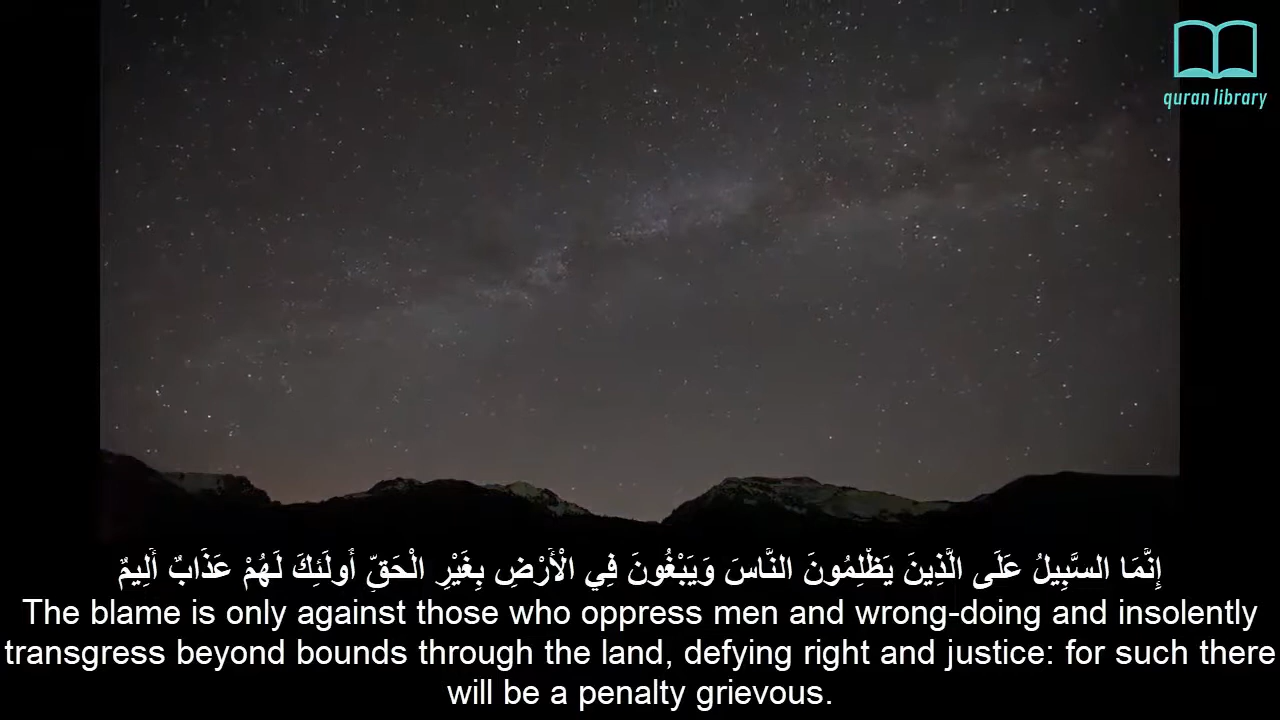 quran library
إِنَّمَا السَّبِيلُ عَلَى الَّذِينَ يَظْلِمُونَ النَّاسَ وَيَبْغُونَ فِي الْأَرْضِ بِغَيْرِ الْحَقِّ أُولَئِكَ لَهُمْ عَذَابٌ أَلِيمٌ
The blame is only against those who oppress men and wrong-doing and insolently
transgress beyond bounds through the land, defying right and justice: for such there
will be a penalty grievous.